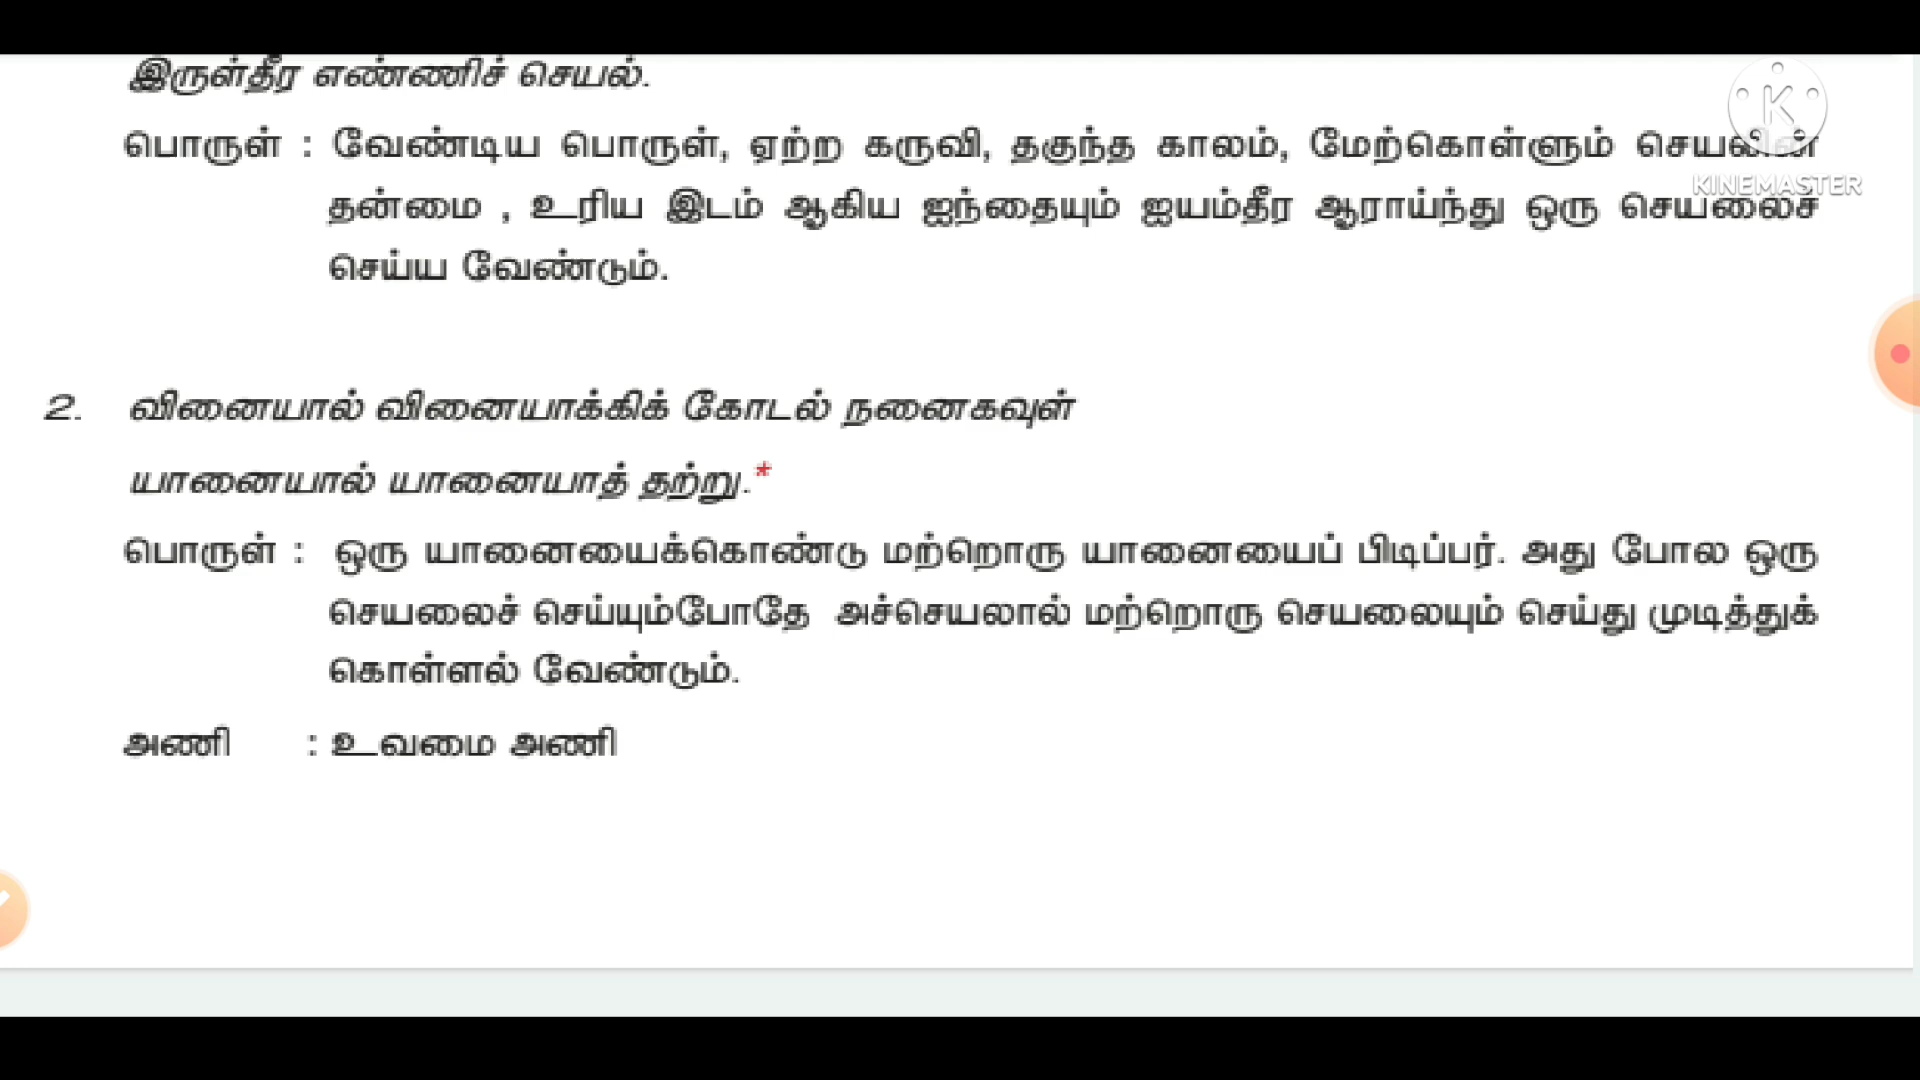 இருள்தீர எண்ணிச் செயல்.
பொருள் : வேண்டிய பொருள், ஏற்ற கருவி, தகுந்த காலம், மேற்கொள்ளும் செயலின்
தன்மை , உரிய இடம் ஆகிய ஐந்தையும் ஐயம்தீர ஆராய்ந்து ஒரு செயலைச்
செய்ய வேண்டும்.
2. வினையால் வினையாக்கிக் கோடல் நனைகவுள்
யானையால் யானையாத் தற்று.*
பொருள் : ஒரு யானையைக்கொண்டு மற்றொரு யானையைப் பிடிப்பர். அது போல ஒரு
செயலைச் செய்யும்போதே அச்செயலால் மற்றொரு செயலையும் செய்து முடித்துக்
கொள்ளல் வேண்டும்.
அணி : உவமை அணி
K
KINEMASTER